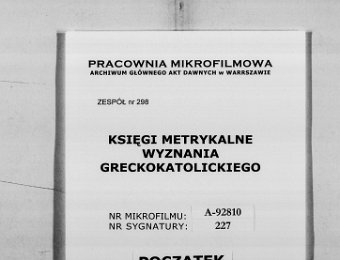 PRACOWNIA MIKROFILMOWA
ARCHIWUM GŁÓWNEGO AKT DAWNYCH w WARSZAWIE
ZESPÓŁ nr 298
KSIĘGI METRYKALNE
WYZNANIA
GRECKOKATOLICKIEGO
NR MIKROFILMU: A-92810
NR SYGNATURY: 227
POCZĄTEK